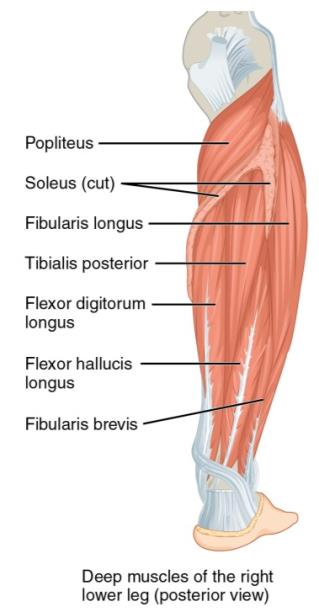 Popliteus
Soleus (cut)
Fibularis longus
Tibialis posterior
Flexor digitorum
longus
Flexor hallucis
longus
Fibularis brevis
Deep muscles of the right
lower leg (posterior view)